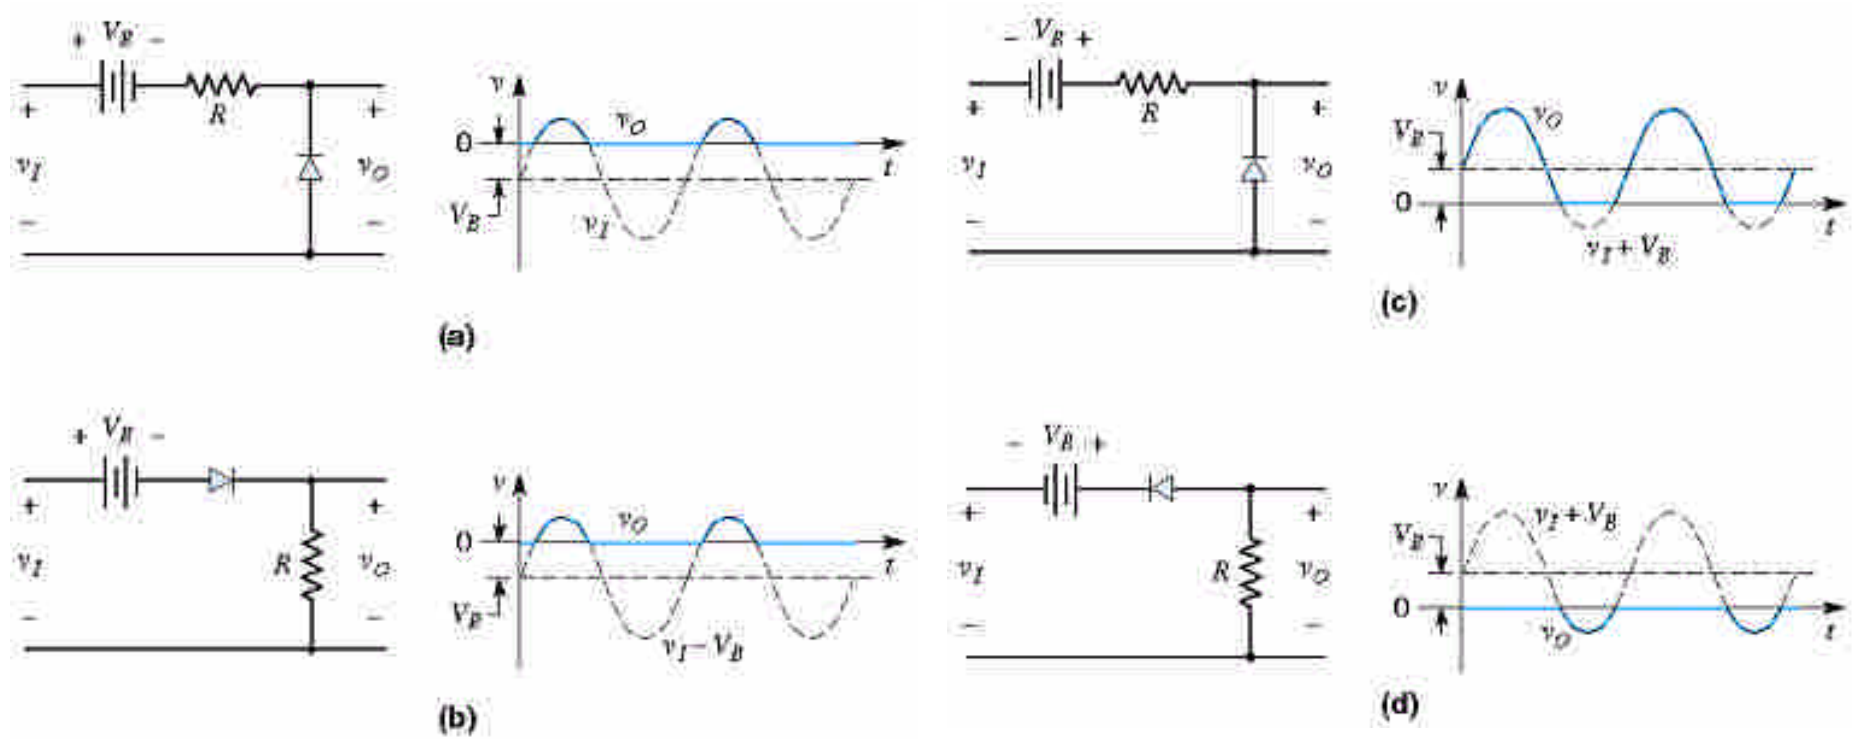 + V_B −
R
+
v_I
−
+
v_O
−
v
0
v_O
t
V_B
v_I
(a)
− V_B +
R
+
v_I
−
+
v_O
−
v
V_B
v_O
0
t
v_I + V_B
(c)
+ V_B −
+
v_I
−
R
+
v_O
−
v
0
v_O
t
V_B
v_I − V_B
(b)
− V_B +
+
v_I
−
R
+
v_O
−
v
v_I + V_B
V_B
0
v_O
t
(d)